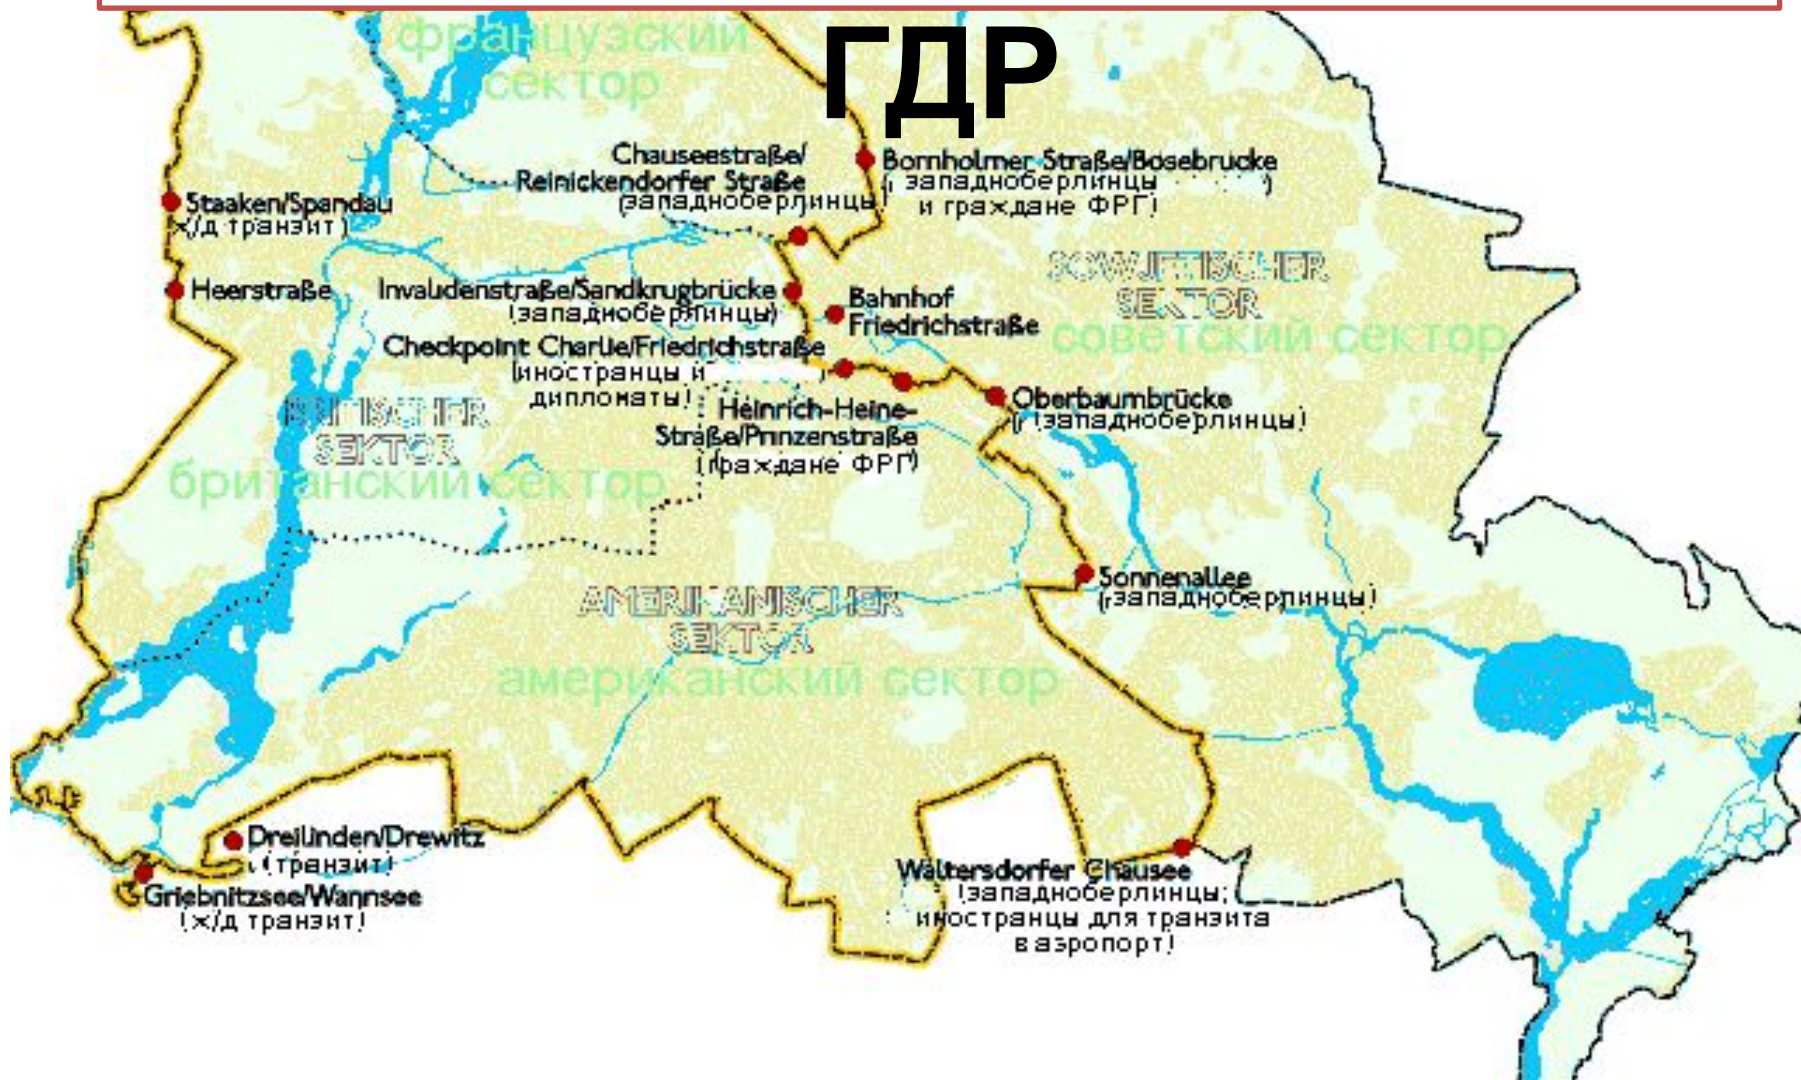 французский
сектор
ГДР
Chauseestraße/
Reinickendorfer Straße
(западноберлинцы)
Bornholmer Straße/Bosebrucke
( западноберлинцы )
и граждане ФРГ)
Staaken/Spandau
(ж/д транзит)
Heerstraße
Invaludenstraße/Sandkrugbrücke
(западноберлинцы)
Bahnhof
Friedrichstraße
SOWJETISCHER
SEKTOR
советский сектор
Checkpoint Charlie/Friedrichstraße
(иностранцы и
дипломаты)
Heinrich-Heine-
Straße/Prinzenstraße
(граждане ФРГ)
Oberbaumbrücke
(западноберлинцы)
BRITISCHER
SEKTOR
британский сектор
Sonnenallee
(западноберлинцы)
AMERIKANISCHER
SEKTOR
американский сектор
Dreilinden/Drewitz
(транзит)
Griebnitzsee/Wannsee
(ж/д транзит)
Waltersdorfer Chausee
(западноберлинцы;
иностранцы для транзита
в аэропорт)